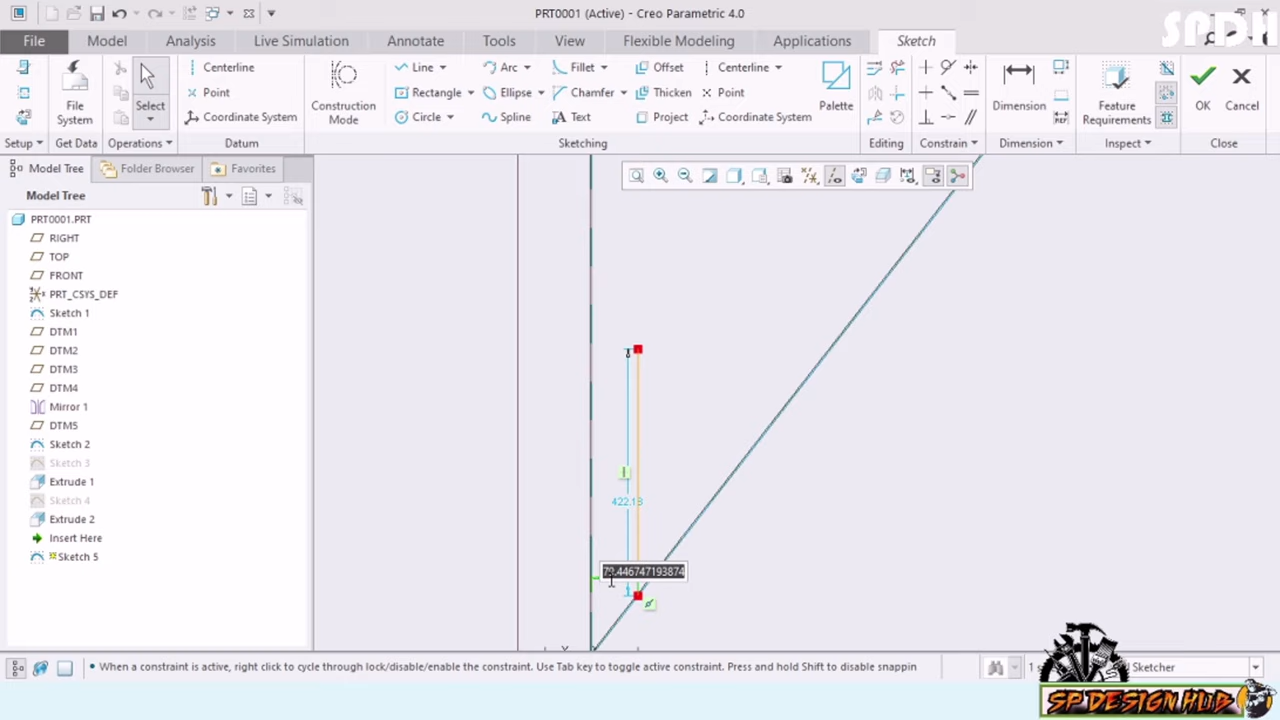 PRT0001 (Active) - Creo Parametric 4.0
File Model Analysis Live Simulation Annotate Tools View Flexible Modeling Applications Sketch
Centerline Line Arc Fillet Offset Centerline
Point Rectangle Ellipse Chamfer Thicken Point
Coordinate System Circle Spline Text Project Coordinate System
File System
Select
Construction Mode
Palette
Dimension
Feature Requirements
OK
Cancel
Setup Get Data Operations Datum Sketching Editing Constrain Dimension Inspect Close
Model Tree Folder Browser Favorites
Model Tree
PRT0001.PRT
RIGHT
TOP
FRONT
PRT_CSYS_DEF
Sketch 1
DTM1
DTM2
DTM3
DTM4
Mirror 1
DTM5
Sketch 2
Sketch 3
Extrude 1
Sketch 4
Extrude 2
Insert Here
Sketch 5
422.18
79.446747193874
• When a constraint is active, right click to cycle through lock/disable/enable the constraint. Use Tab key to toggle active constraint. Press and hold Shift to disable snappin
Sketcher
SPDH
SP DESIGN HUB